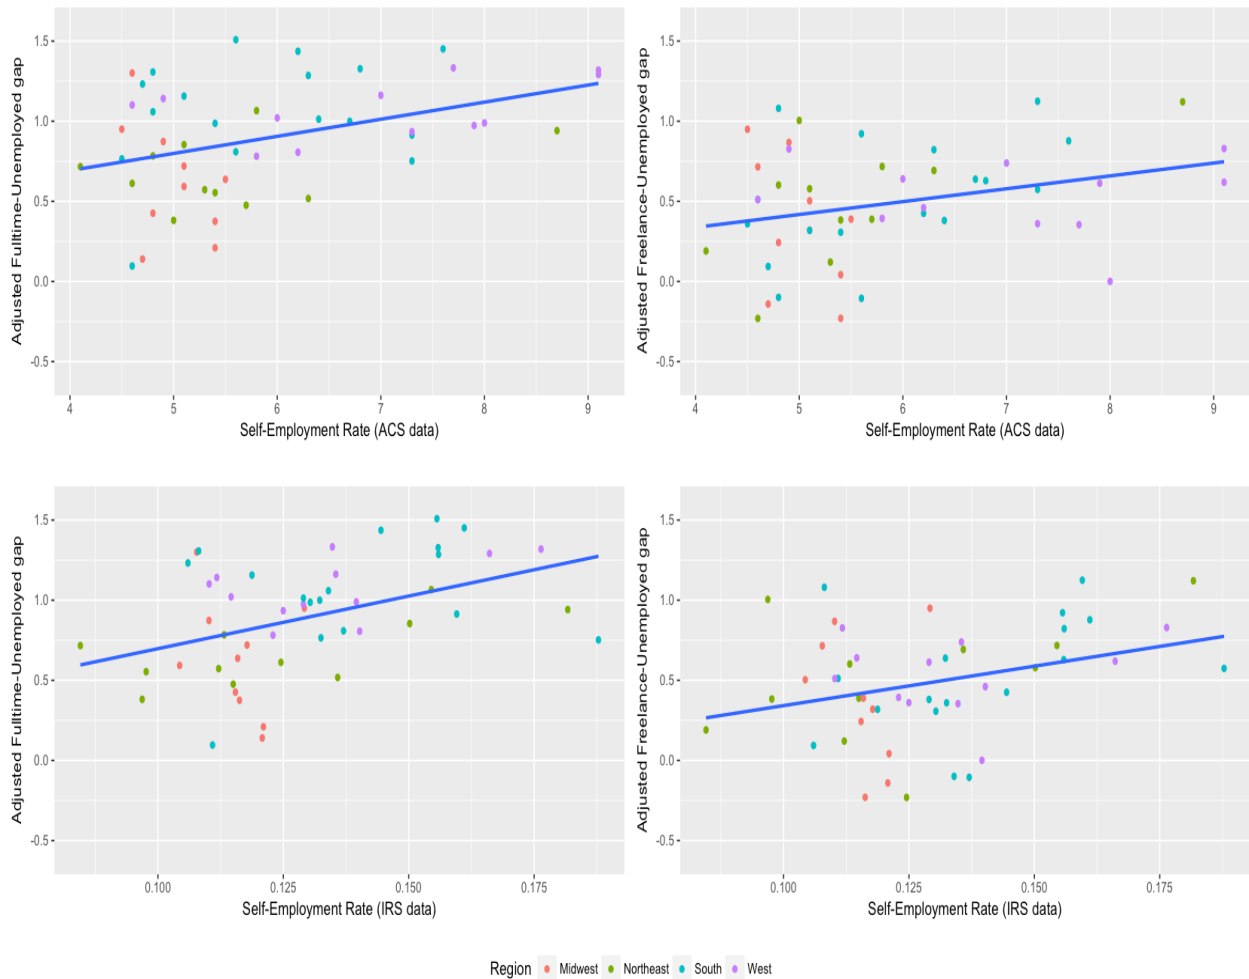 Adjusted Fulltime-Unemployed gap
1.5
1.0
0.5
0.0
-0.5
4 5 6 7 8 9
Self-Employment Rate (ACS data)
Adjusted Freelance-Unemployed gap
1.5
1.0
0.5
0.0
-0.5
4 5 6 7 8 9
Self-Employment Rate (ACS data)
Adjusted Fulltime-Unemployed gap
1.5
1.0
0.5
0.0
-0.5
0.100 0.125 0.150 0.175
Self-Employment Rate (IRS data)
Adjusted Freelance-Unemployed gap
1.5
1.0
0.5
0.0
-0.5
0.100 0.125 0.150 0.175
Self-Employment Rate (IRS data)
Region Midwest Northeast South West